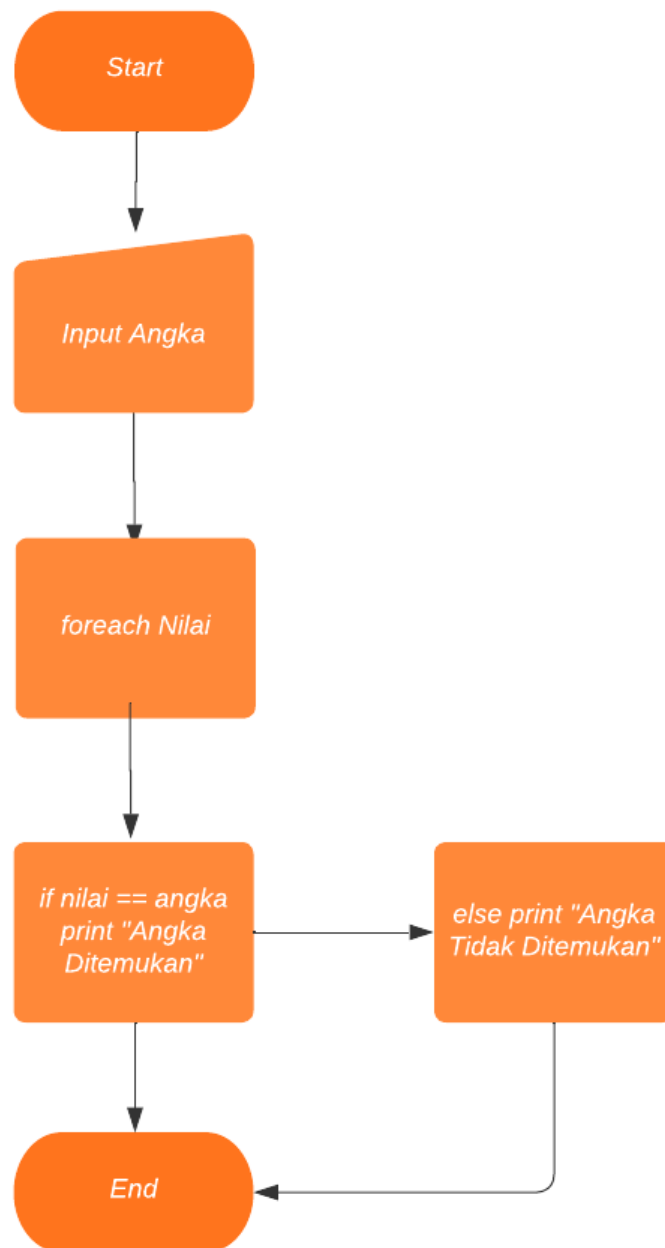 Start
Input Angka
foreach Nilai
if nilai == angka
print "Angka
Ditemukan"
else print "Angka
Tidak Ditemukan"
End